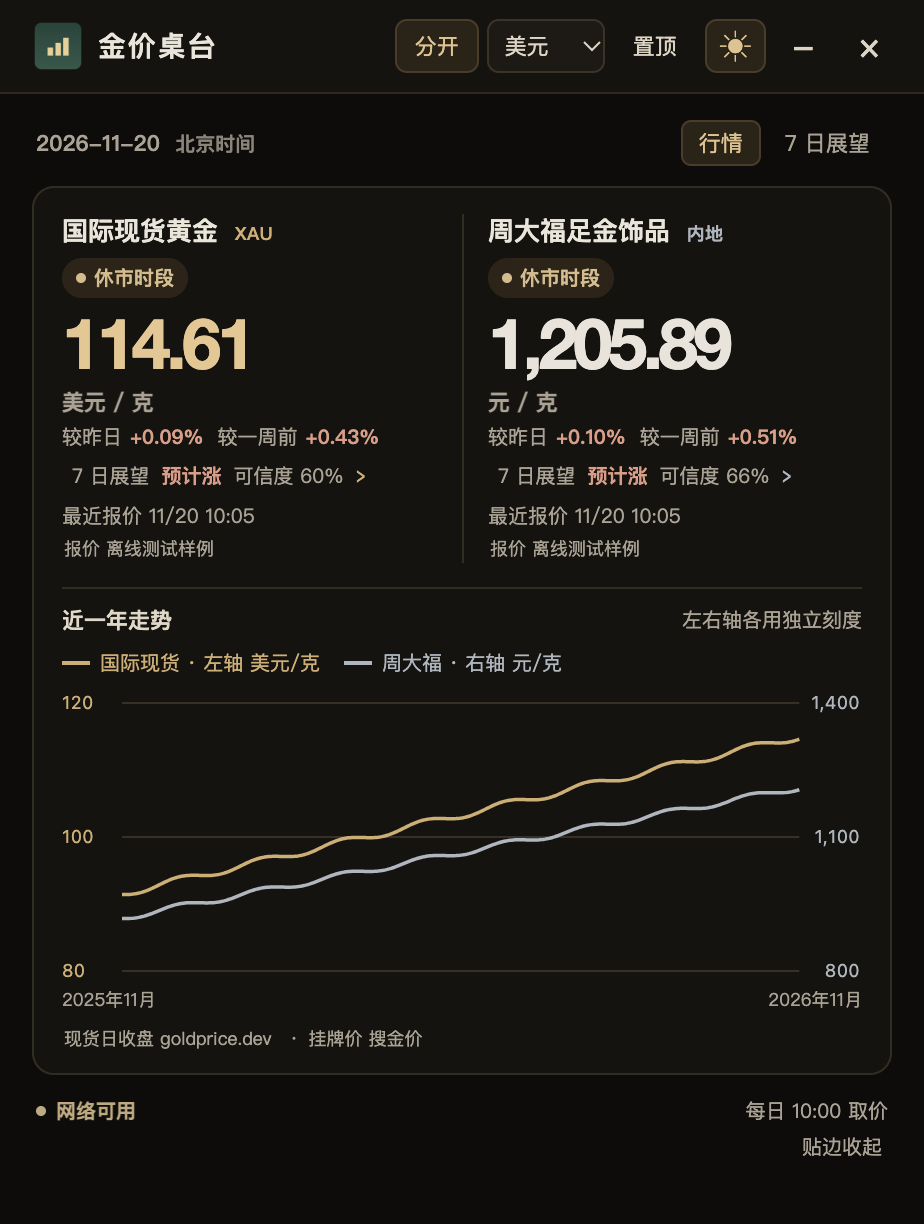 金价桌台
分开 美元 置顶
2026-11-20 北京时间
行情 7 日展望
国际现货黄金 XAU
休市时段
114.61
美元 / 克
较昨日 +0.09% 较一周前 +0.43%
7 日展望 预计涨 可信度 60% >
最近报价 11/20 10:05
报价 离线测试样例
周大福足金饰品 内地
休市时段
1,205.89
元 / 克
较昨日 +0.10% 较一周前 +0.51%
7 日展望 预计涨 可信度 66% >
最近报价 11/20 10:05
报价 离线测试样例
近一年走势 左右轴各用独立刻度
国际现货 · 左轴 美元/克 周大福 · 右轴 元/克
120 1,400
100 1,100
80 800
2025年11月 2026年11月
现货日收盘 goldprice.dev · 挂牌价 搜金价
网络可用 每日 10:00 取价
贴边收起